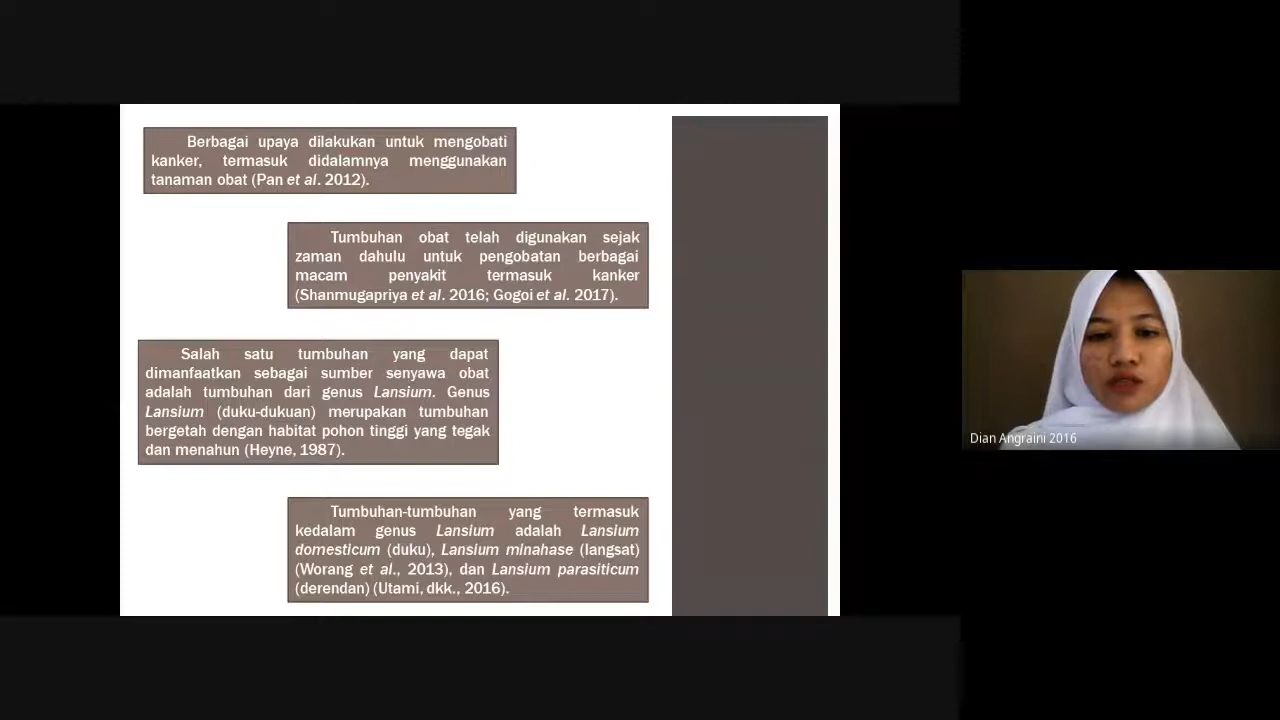 Berbagai upaya dilakukan untuk mengobati
kanker, termasuk didalamnya menggunakan
tanaman obat (Pan et al. 2012).
Tumbuhan obat telah digunakan sejak
zaman dahulu untuk pengobatan berbagai
macam penyakit termasuk kanker
(Shanmugapriya et al. 2016; Gogoi et al. 2017).
Salah satu tumbuhan yang dapat
dimanfaatkan sebagai sumber senyawa obat
adalah tumbuhan dari genus Lansium. Genus
Lansium (duku-dukuan) merupakan tumbuhan
bergetah dengan habitat pohon tinggi yang tegak
dan menahun (Heyne, 1987).
Tumbuhan-tumbuhan yang termasuk
kedalam genus Lansium adalah Lansium
domesticum (duku), Lansium minahase (langsat)
(Worang et al., 2013), dan Lansium parasiticum
(derendan) (Utami, dkk., 2016).
Dian Angraini 2016